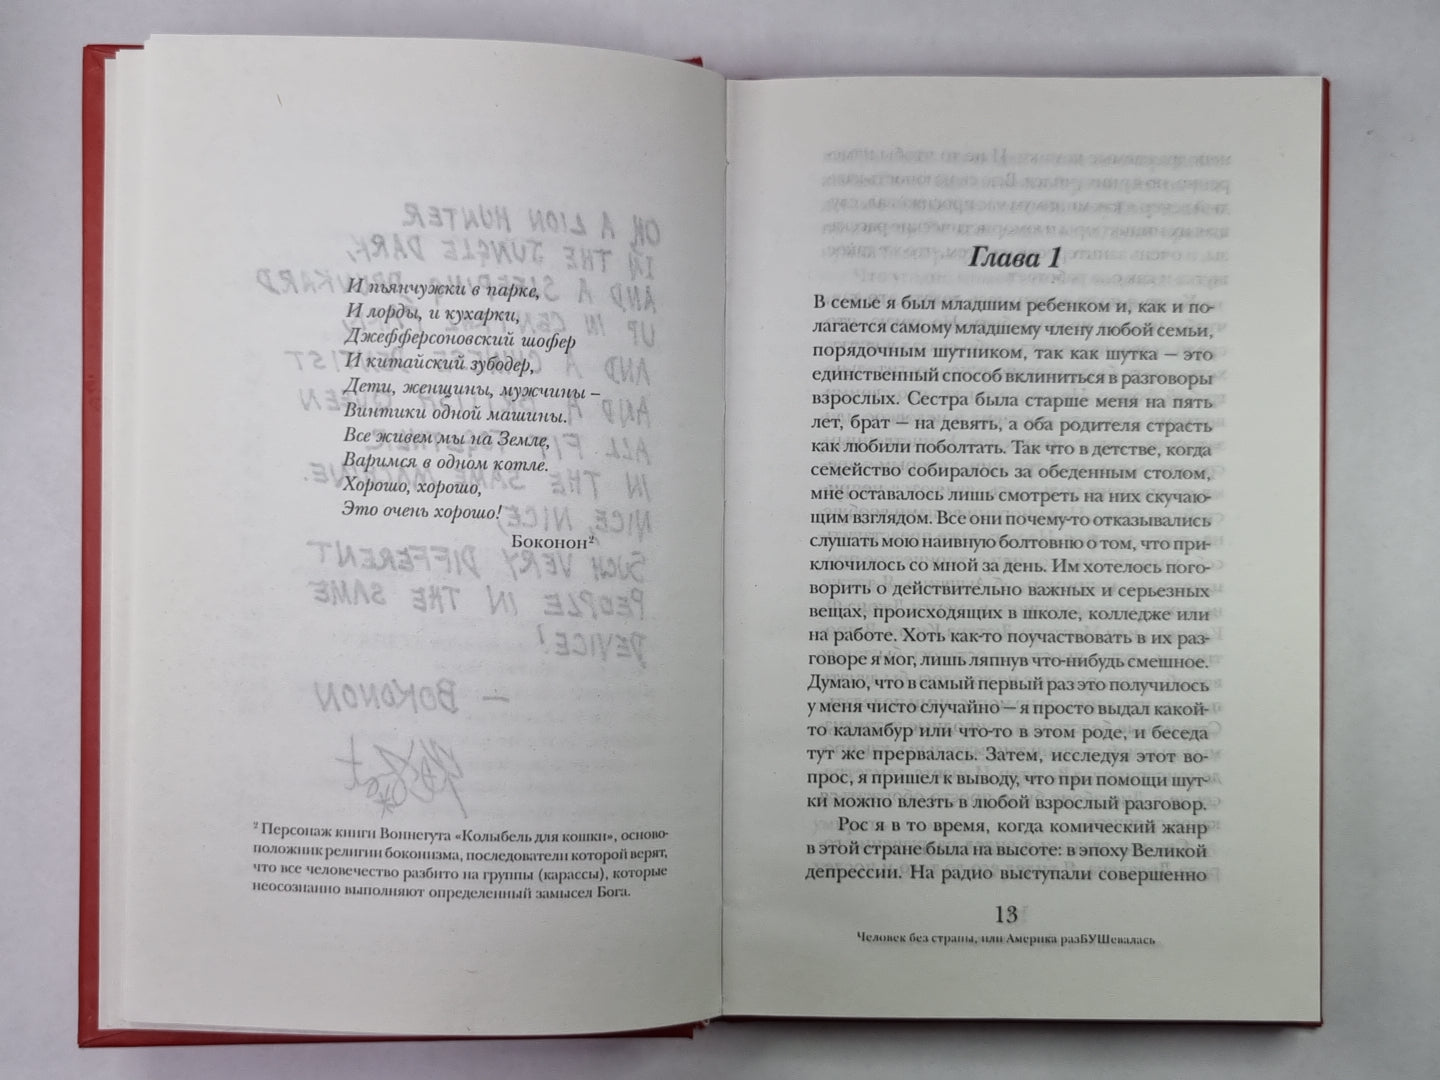 И пьянчужки в парке,
И лорды, и кухарки,
Джефферсоновский шофер
И китайский зубодер,
Дети, женщины, мужчины –
Винтики одной машины.
Все живем мы на Земле,
Варимся в одном котле.
Хорошо, хорошо,
Это очень хорошо!
Боконон²
² Персонаж книги Воннегута «Колыбель для кошки», осново-
положник религии боконизма, последователи которой верят,
что все человечество разбито на группы (карассы), которые
неосознанно выполняют определенный замысел Бога.
OR A LION HUNTER
IN THE JUNGLE DARK,
AND A SLEEPING DRUNKARD
UP IN CENTRAL PARK
AND A CHINESE DENTIST
AND A BRITISH QUEEN
ALL FIT TOGETHER
IN THE SAME MACHINE.
NICE, NICE,
SUCH VERY DIFFERENT
PEOPLE IN THE SAME
DEVICE!
— BOKONON
Глава 1
В семье я был младшим ребенком и, как и по-
лагается самому младшему члену любой семьи,
порядочным шутником, так как шутка — это
единственный способ вклиниться в разговоры
взрослых. Сестра была старше меня на пять
лет, брат — на девять, а оба родителя страсть
как любили поболтать. Так что в детстве, когда
семейство собиралось за обеденным столом,
мне оставалось лишь смотреть на них скучаю-
щим взглядом. Все они почему-то отказывались
слушать мою наивную болтовню о том, что при-
ключилось со мной за день. Им хотелось пого-
ворить о действительно важных и серьезных
вещах, происходящих в школе, колледже или
на работе. Хоть как-то поучаствовать в их раз-
говоре я мог, лишь ляпнув что-нибудь смешное.
Думаю, что в самый первый раз это получилось
у меня чисто случайно — я просто выдал какой-
то каламбур или что-то в этом роде, и беседа
тут же прервалась. Затем, исследуя этот во-
прос, я пришел к выводу, что при помощи шут-
ки можно влезть в любой взрослый разговор.
Рос я в то время, когда комический жанр
в этой стране была на высоте: в эпоху Великой
депрессии. На радио выступали совершенно
13
Человек без страны, или Америка разБУШевалась